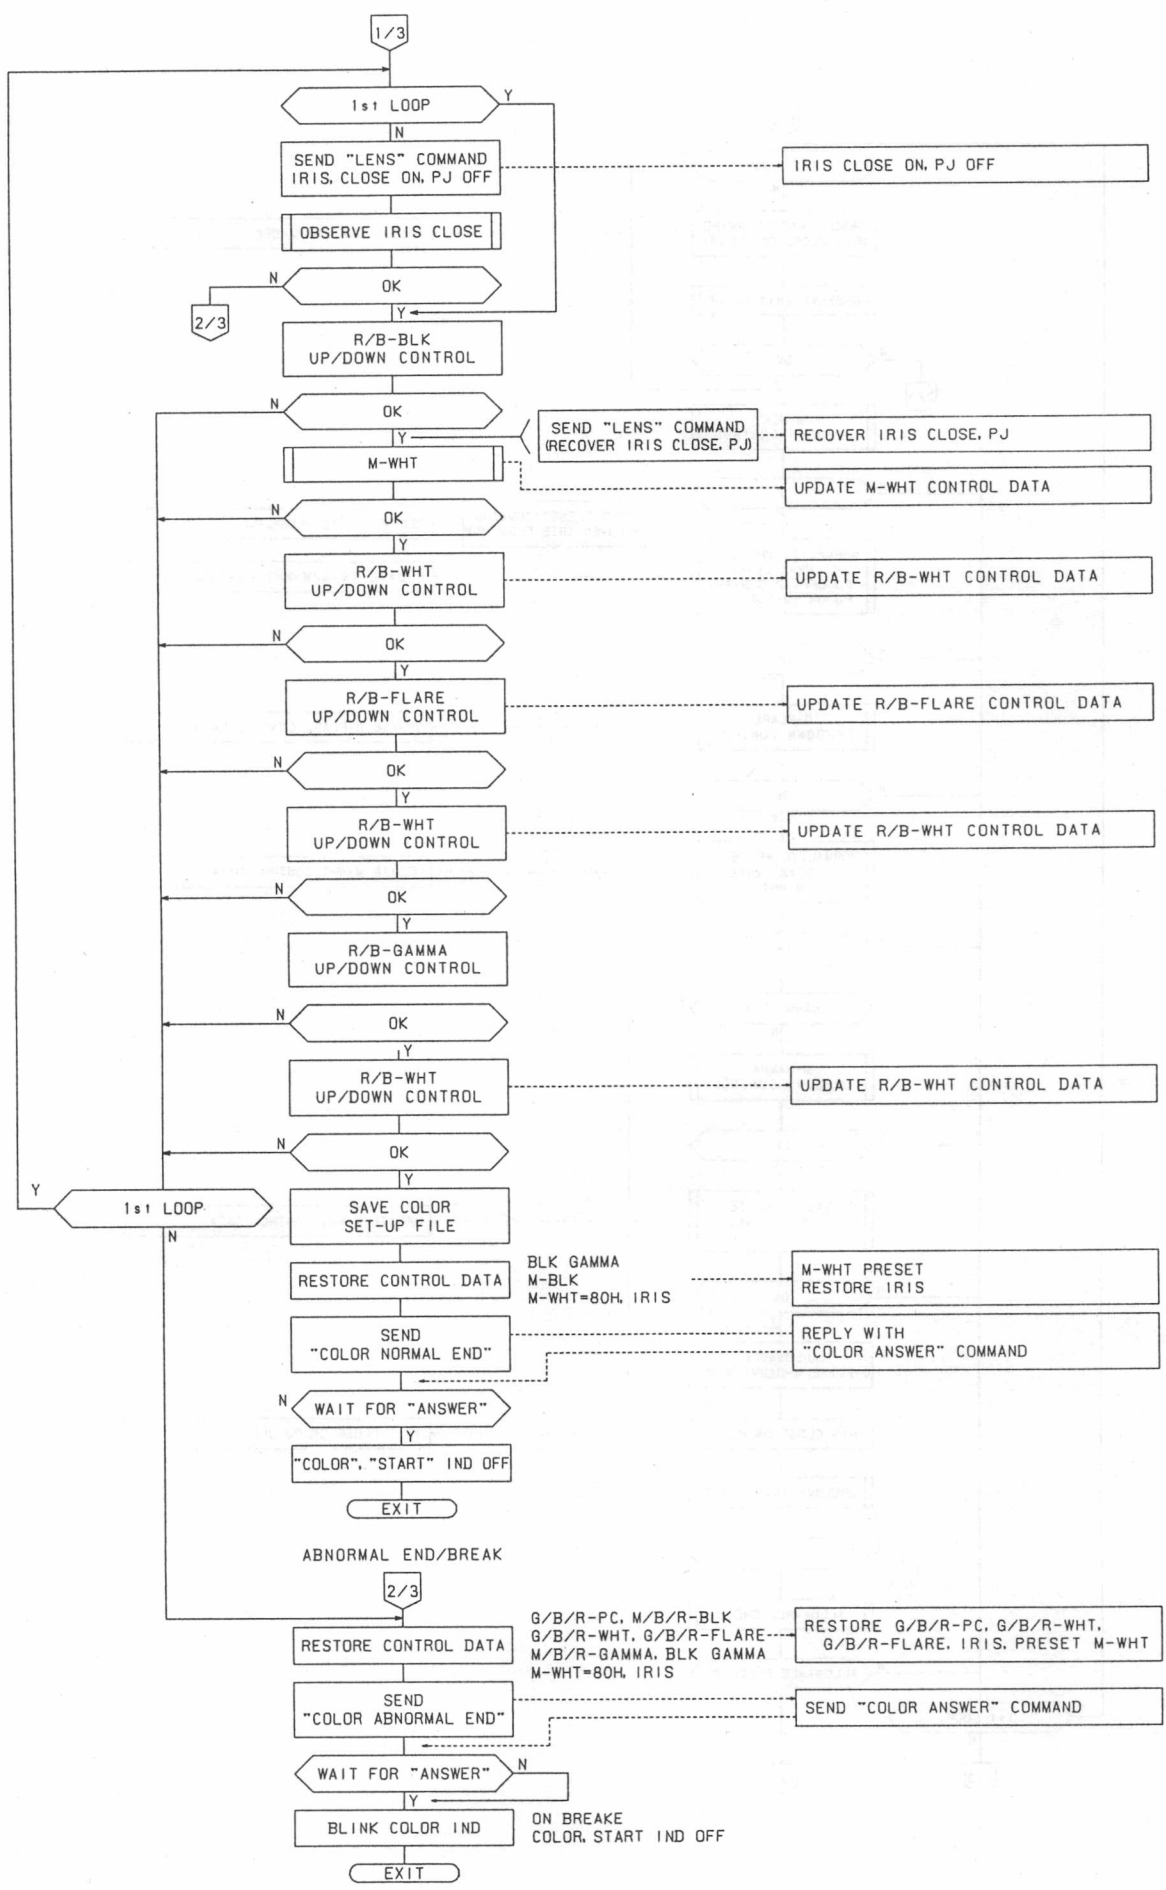 1/3
1st LOOP
Y
N
SEND "LENS" COMMAND
IRIS, CLOSE ON, PJ OFF
IRIS CLOSE ON, PJ OFF
OBSERVE IRIS CLOSE
N
OK
2/3
Y
R/B-BLK
UP/DOWN CONTROL
N
OK
Y
SEND "LENS" COMMAND
(RECOVER IRIS CLOSE, PJ)
RECOVER IRIS CLOSE, PJ
M-WHT
UPDATE M-WHT CONTROL DATA
N
OK
Y
R/B-WHT
UP/DOWN CONTROL
UPDATE R/B-WHT CONTROL DATA
N
OK
Y
R/B-FLARE
UP/DOWN CONTROL
UPDATE R/B-FLARE CONTROL DATA
N
OK
Y
R/B-WHT
UP/DOWN CONTROL
UPDATE R/B-WHT CONTROL DATA
N
OK
Y
R/B-GAMMA
UP/DOWN CONTROL
N
OK
Y
R/B-WHT
UP/DOWN CONTROL
UPDATE R/B-WHT CONTROL DATA
N
OK
Y
Y
1st LOOP
N
SAVE COLOR
SET-UP FILE
RESTORE CONTROL DATA
BLK GAMMA
M-BLK
M-WHT=80H, IRIS
M-WHT PRESET
RESTORE IRIS
SEND
"COLOR NORMAL END"
REPLY WITH
"COLOR ANSWER" COMMAND
N
WAIT FOR "ANSWER"
Y
"COLOR", "START" IND OFF
EXIT
ABNORMAL END/BREAK
2/3
RESTORE CONTROL DATA
G/B/R-PC, M/B/R-BLK
G/B/R-WHT, G/B/R-FLARE
M/B/R-GAMMA, BLK GAMMA
M-WHT=80H, IRIS
RESTORE G/B/R-PC, G/B/R-WHT,
G/B/R-FLARE, IRIS, PRESET M-WHT
SEND
"COLOR ABNORMAL END"
SEND "COLOR ANSWER" COMMAND
WAIT FOR "ANSWER"
N
Y
BLINK COLOR IND
ON BREAKE
COLOR, START IND OFF
EXIT